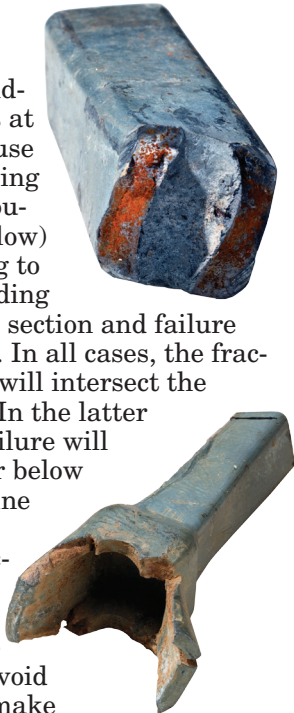 d-
s at
use
ing
ou-
low)
g to
ding
section and failure
. In all cases, the frac-
will intersect the
In the latter
ilure will
r below
ne
-
void
make